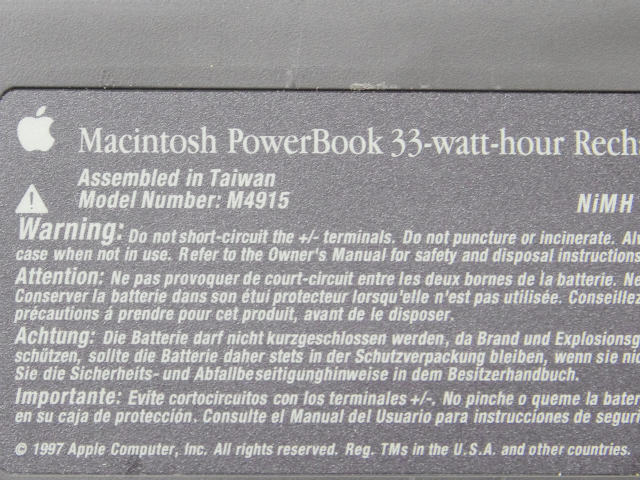 Macintosh PowerBook 33-watt-hour
Assembled in Taiwan
Model Number: M4915
NiMH
Warning: Do not short-circuit the +/- terminals. Do not puncture or incinerate.
case when not in use. Refer to the Owner's Manual for safety and disposal instructions
Attention: Ne pas provoquer de court-circuit entre les deux bornes de la batterie. Ne
Conserver la batterie dans son étui protecteur lorsqu'elle n'est pas utilisée. Conseillez
précautions á prendre pour cet produit, avant de le disposer.
Achtung: Die Batterie darf nicht kurzgeschlossen werden, da Brand und Explosionsg
schützen, sollte die Batterie daher stets in der Schutzverpackung bleiben, wenn sie nic
Sie die Sicherheits- und Abfallbeseitigunghinweise in dem Besitzerhandbuch.
Importante: Evite cortocircuitos con los terminales +/-. No pinche o queme la bater
en su caja de protección. Consulte el Manual del Usuario para instrucciones de seguri
© 1997 Apple Computer, Inc. All rights reserved. Reg. TMs in the U.S.A. and other countries.